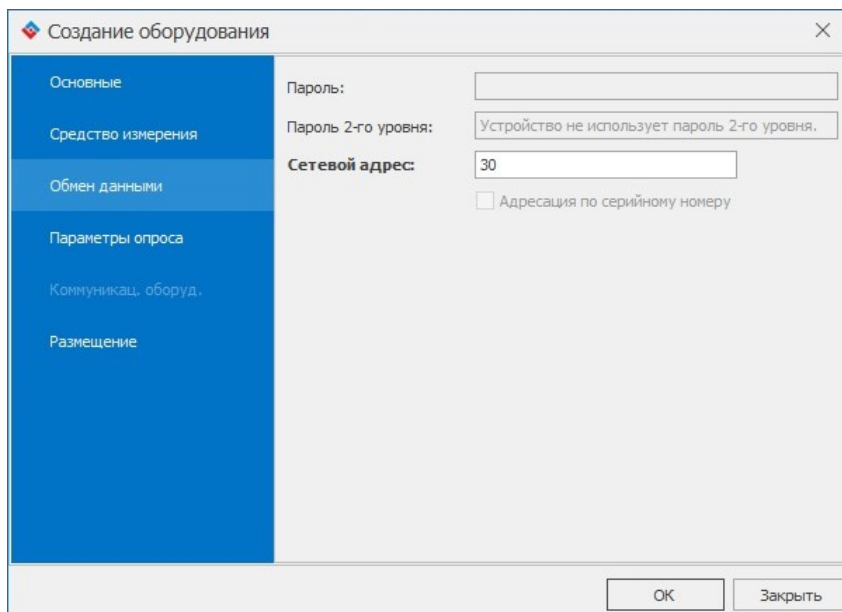 Создание оборудования
Основные
Средство измерения
Обмен данными
Параметры опроса
Коммуникац. оборуд.
Размещение
Пароль:
Пароль 2-го уровня: Устройство не использует пароль 2-го уровня.
Сетевой адрес: 30
Адресация по серийному номеру
ОК Закрыть